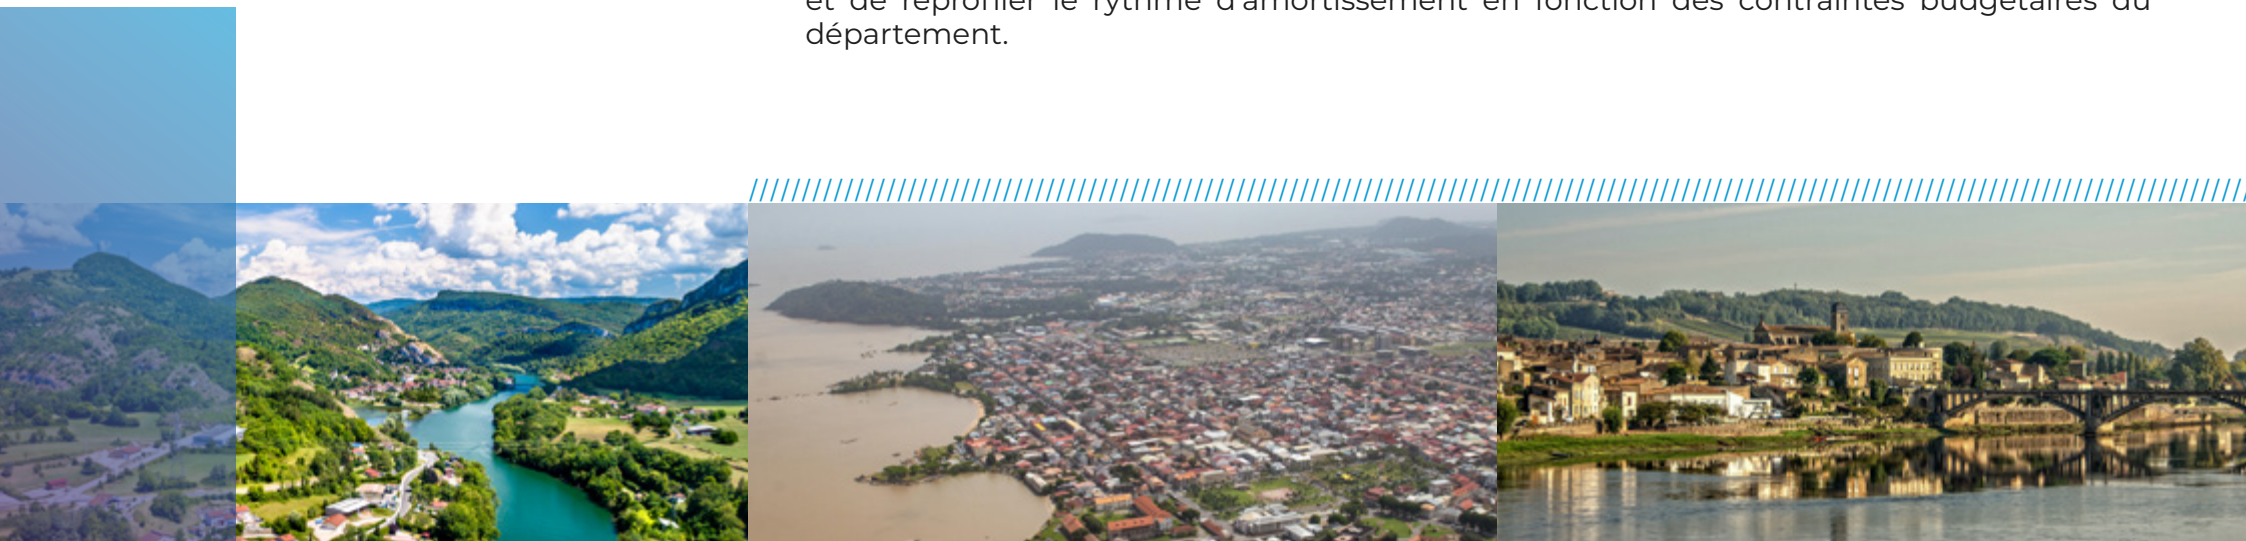 et de reprofiler le rythme d'amortissement en fonction des contraintes budgétaires du
département.